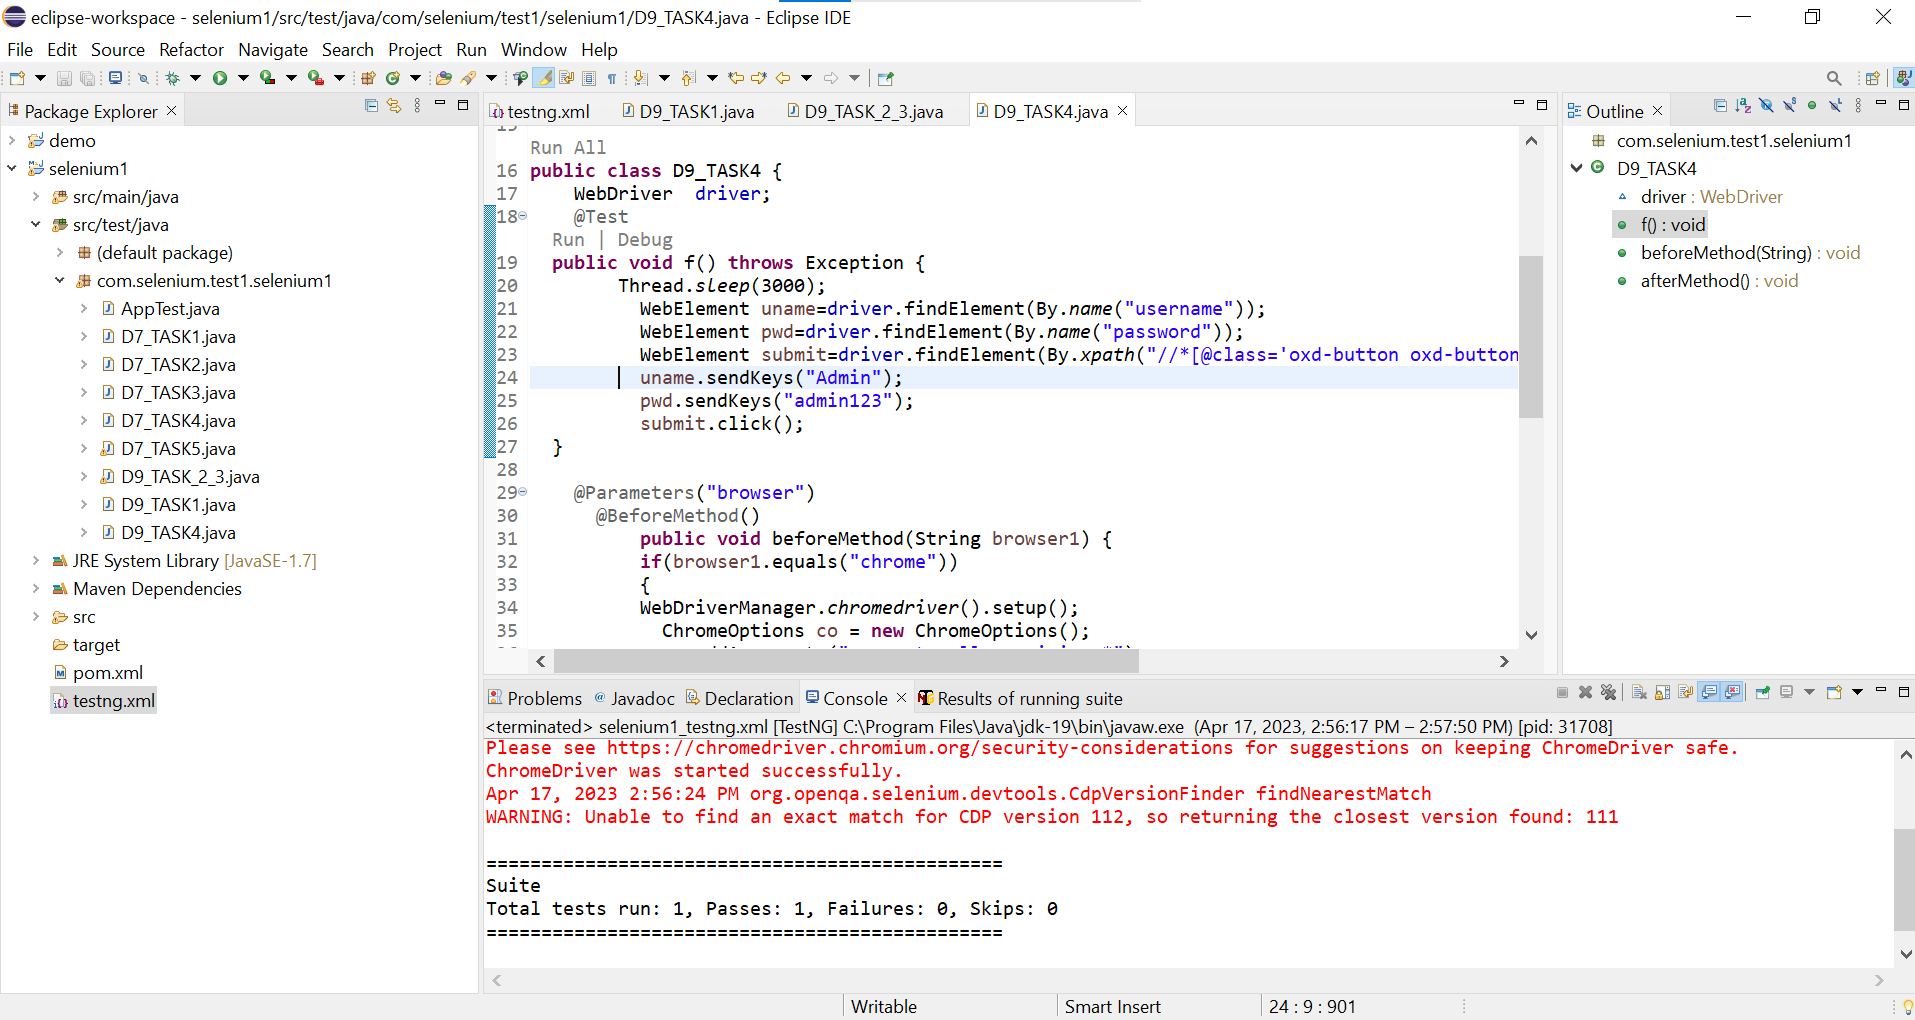 eclipse-workspace - selenium1/src/test/java/com/selenium/test1/selenium1/D9_TASK4.java - Eclipse IDE
File Edit Source Refactor Navigate Search Project Run Window Help
Package Explorer
demo
selenium1
src/main/java
src/test/java
(default package)
com.selenium.test1.selenium1
AppTest.java
D7_TASK1.java
D7_TASK2.java
D7_TASK3.java
D7_TASK4.java
D7_TASK5.java
D9_TASK_2_3.java
D9_TASK1.java
D9_TASK4.java
JRE System Library [JavaSE-1.7]
Maven Dependencies
src
target
pom.xml
testng.xml
testng.xml D9_TASK1.java D9_TASK_2_3.java D9_TASK4.java
Run All
16 public class D9_TASK4 {
17 WebDriver driver;
18 @Test
Run | Debug
19 public void f() throws Exception {
20 Thread.sleep(3000);
21 WebElement uname=driver.findElement(By.name("username"));
22 WebElement pwd=driver.findElement(By.name("password"));
23 WebElement submit=driver.findElement(By.xpath("//*[@class='oxd-button oxd-button
24 uname.sendKeys("Admin");
25 pwd.sendKeys("admin123");
26 submit.click();
27 }
28
29 @Parameters("browser")
30 @BeforeMethod()
31 public void beforeMethod(String browser1) {
32 if(browser1.equals("chrome"))
33 {
34 WebDriverManager.chromedriver().setup();
35 ChromeOptions co = new ChromeOptions();
Outline
com.selenium.test1.selenium1
D9_TASK4
driver : WebDriver
f() : void
beforeMethod(String) : void
afterMethod() : void
Problems Javadoc Declaration Console Results of running suite
<terminated> selenium1_testng.xml [TestNG] C:\Program Files\Java\jdk-19\bin\javaw.exe (Apr 17, 2023, 2:56:17 PM – 2:57:50 PM) [pid: 31708]
Please see https://chromedriver.chromium.org/security-considerations for suggestions on keeping ChromeDriver safe.
ChromeDriver was started successfully.
Apr 17, 2023 2:56:24 PM org.openqa.selenium.devtools.CdpVersionFinder findNearestMatch
WARNING: Unable to find an exact match for CDP version 112, so returning the closest version found: 111
===============================================
Suite
Total tests run: 1, Passes: 1, Failures: 0, Skips: 0
===============================================
Writable Smart Insert 24 : 9 : 901